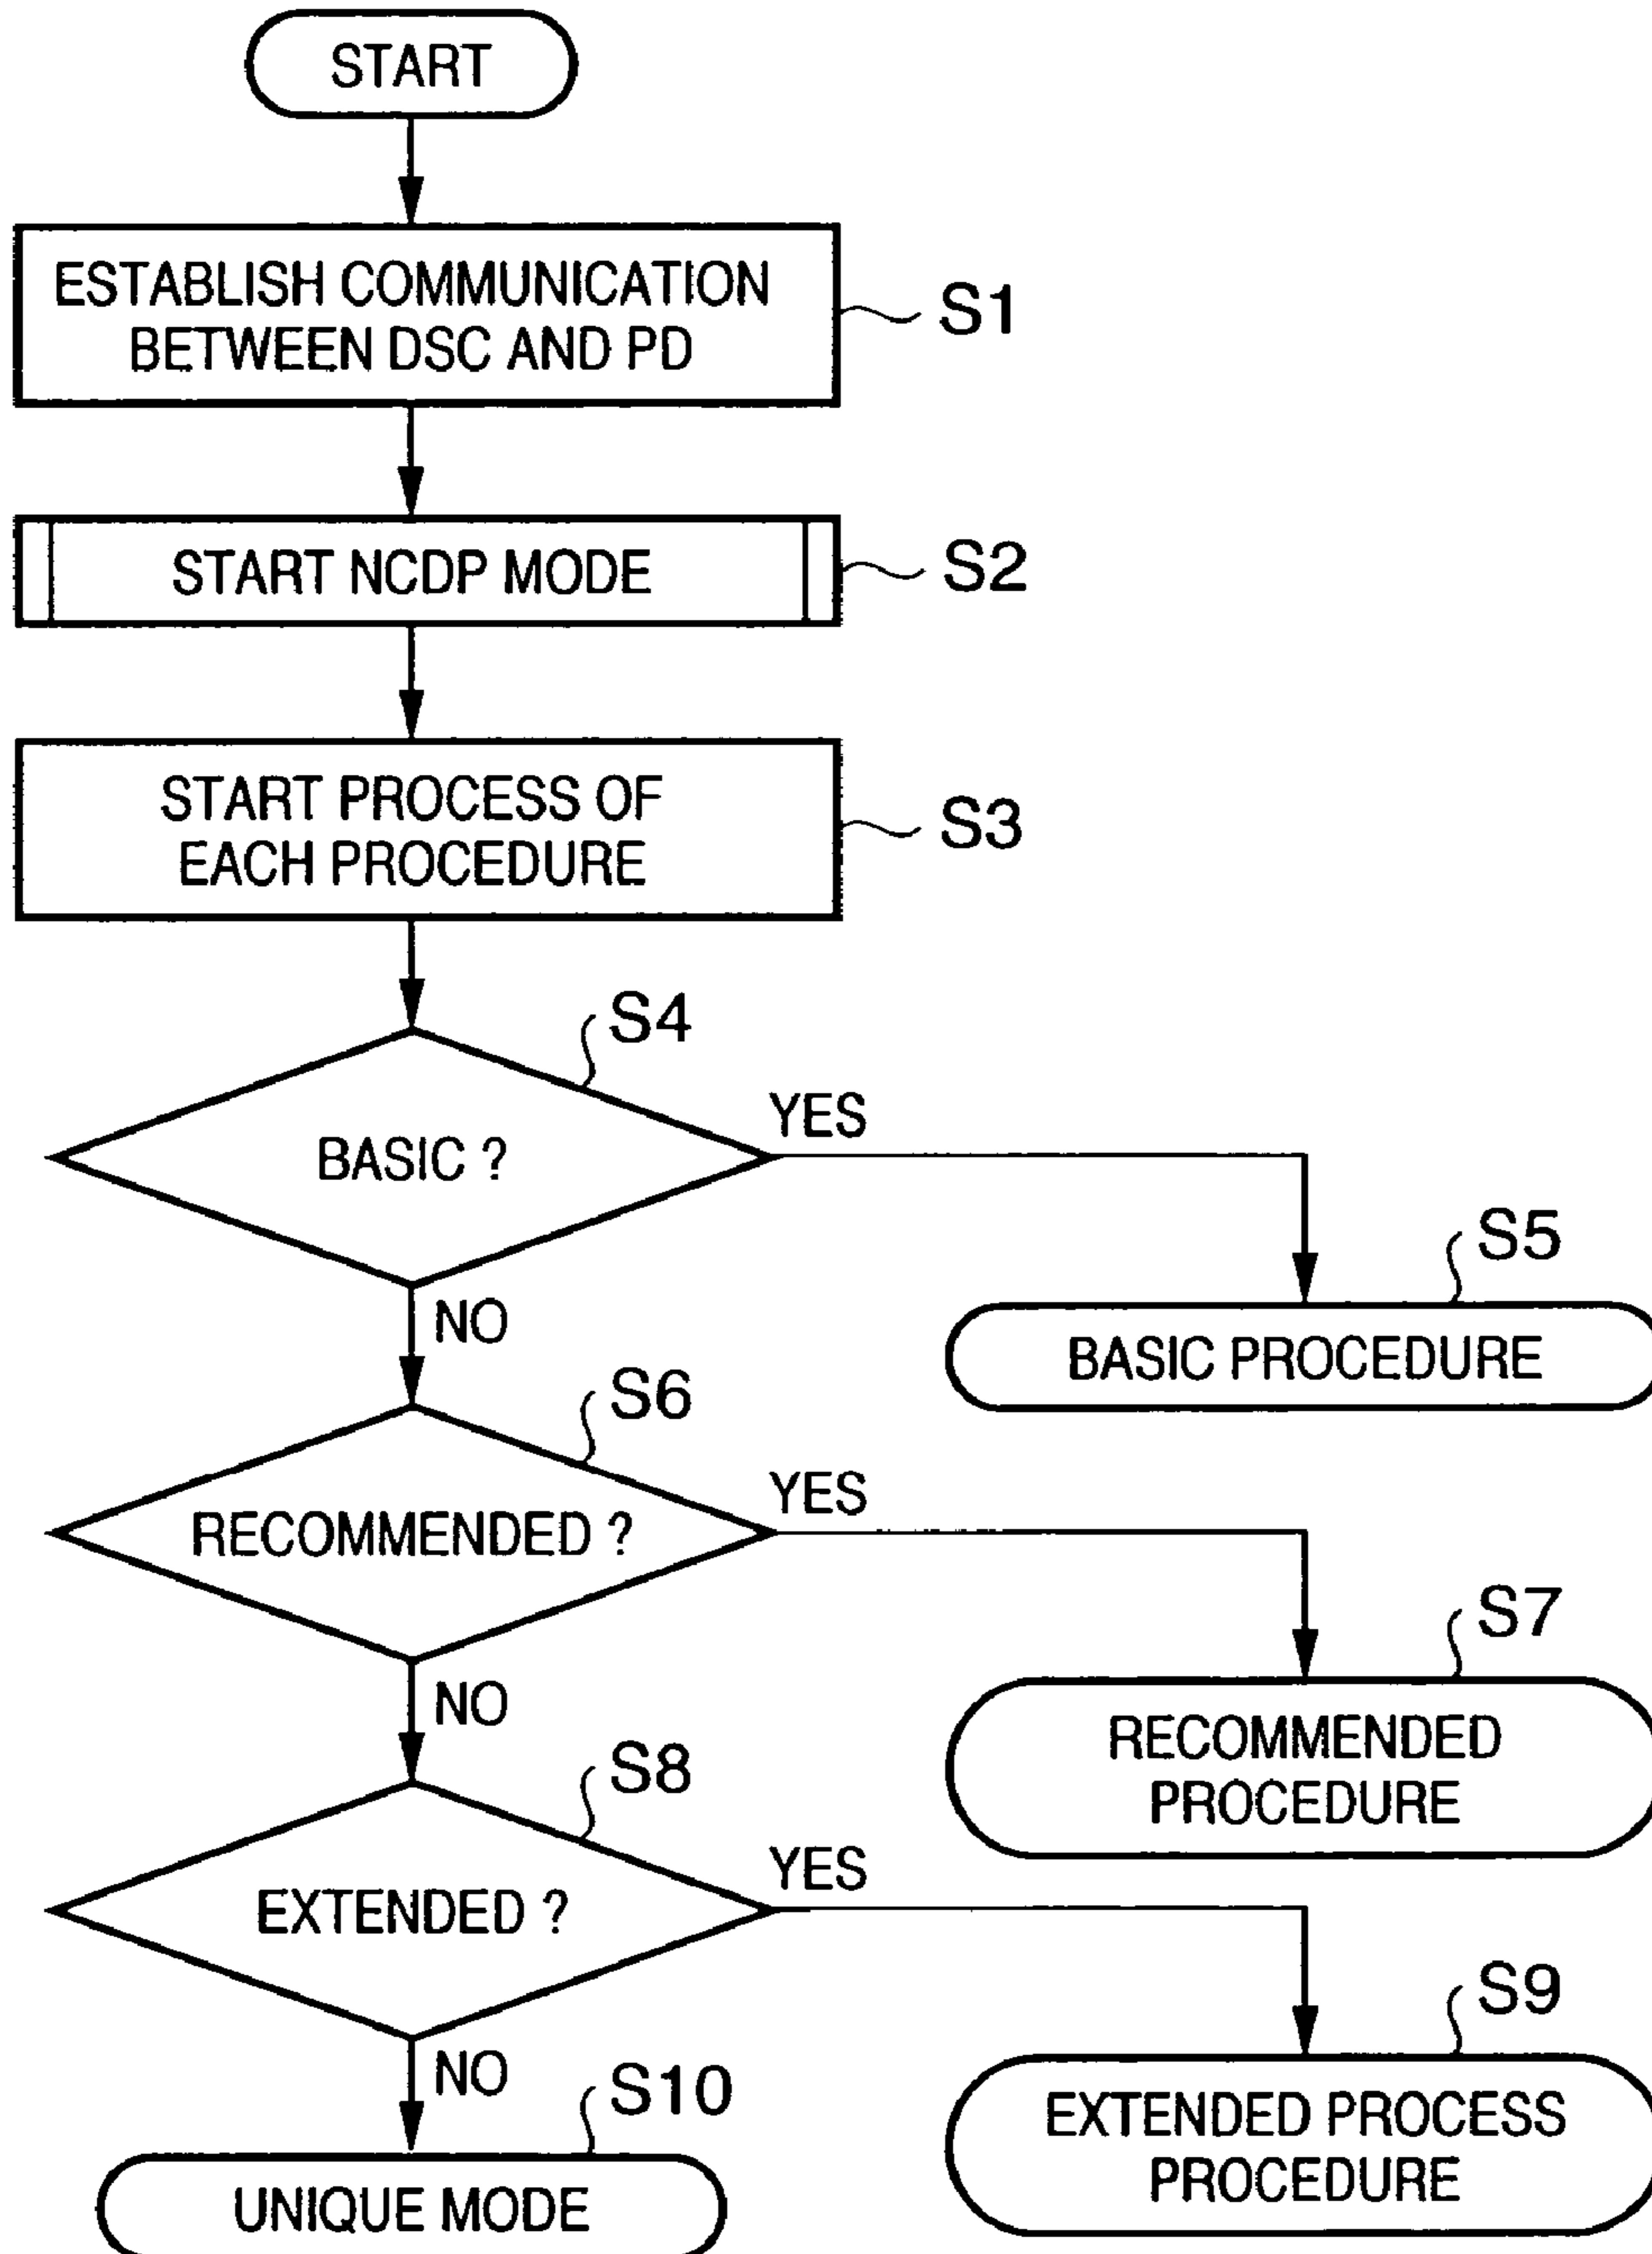 START
ESTABLISH COMMUNICATION
BETWEEN DSC AND PD
S1
START NCDP MODE
S2
START PROCESS OF
EACH PROCEDURE
S3
S4
BASIC ?
YES
NO
S5
BASIC PROCEDURE
S6
RECOMMENDED ?
YES
NO
S7
RECOMMENDED
PROCEDURE
S8
EXTENDED ?
YES
NO
S9
EXTENDED PROCESS
PROCEDURE
S10
UNIQUE MODE